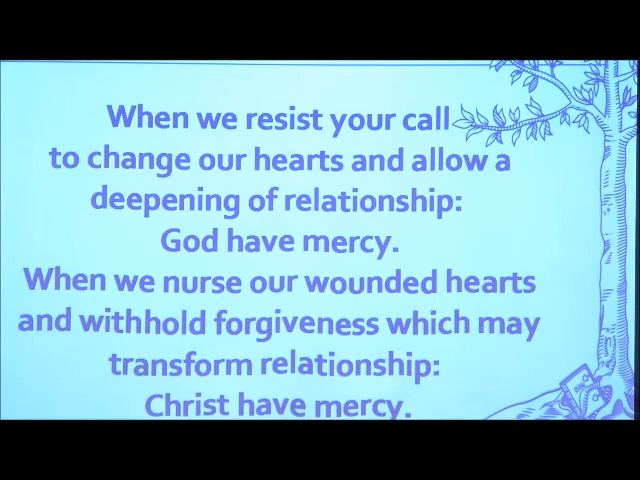 When we resist your call
to change our hearts and allow a
deepening of relationship:
God have mercy.
When we nurse our wounded hearts
and withhold forgiveness which may
transform relationship:
Christ have mercy.